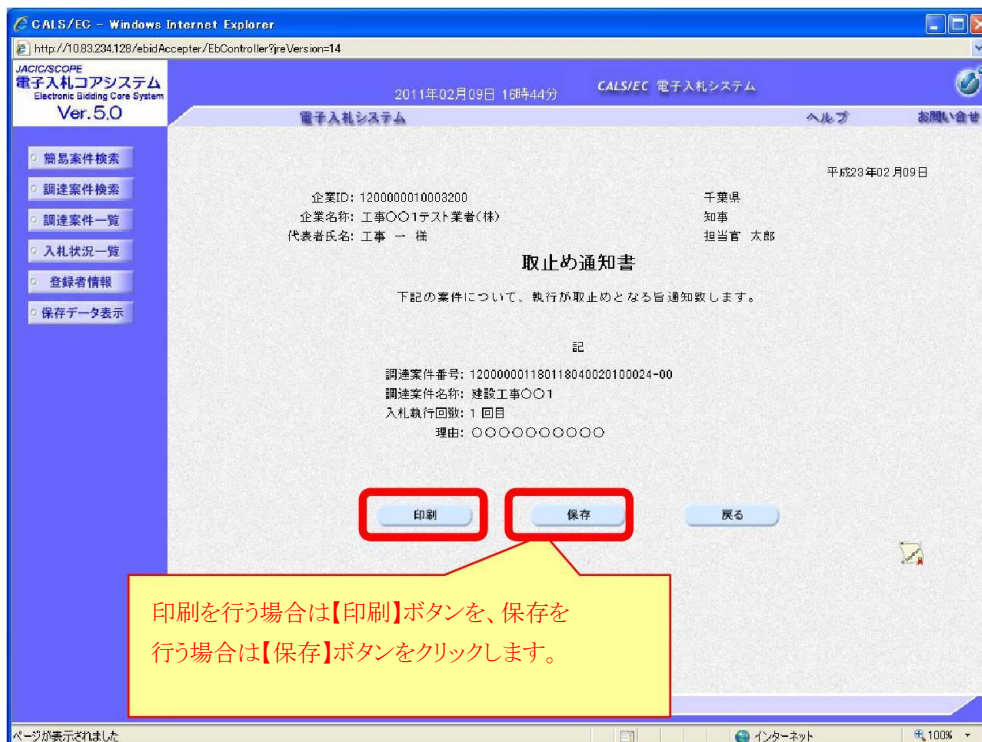 CALS/EC - Windows Internet Explorer
http://10.83.234.128/ebidAccepter/EbController?jreVersion=14
JACIC/SCOPE
電子入札コアシステム
Electronic Bidding Core System
Ver.5.0
2011年02月09日 16時44分
CALS/EC 電子入札システム
電子入札システム
ヘルプ
お問い合せ
簡易案件検索
調達案件検索
調達案件一覧
入札状況一覧
登録者情報
保存データ表示
平成23年02月09日
企業ID: 1200000010003200
千葉県
企業名称: 工事〇〇1テスト業者(株)
知事
代表者氏名: 工事 一 様
担当官 太郎
取止め通知書
下記の案件について、執行が取止めとなる旨通知致します。
記
調達案件番号: 1200000118011804002010​0024-00
調達案件名称: 建設工事〇〇1
入札執行回数: 1 回目
理由: 〇〇〇〇〇〇〇〇〇〇
印刷
保存
戻る
印刷を行う場合は【印刷】ボタンを、保存を
行う場合は【保存】ボタンをクリックします。
ページが表示されました
インターネット
100%